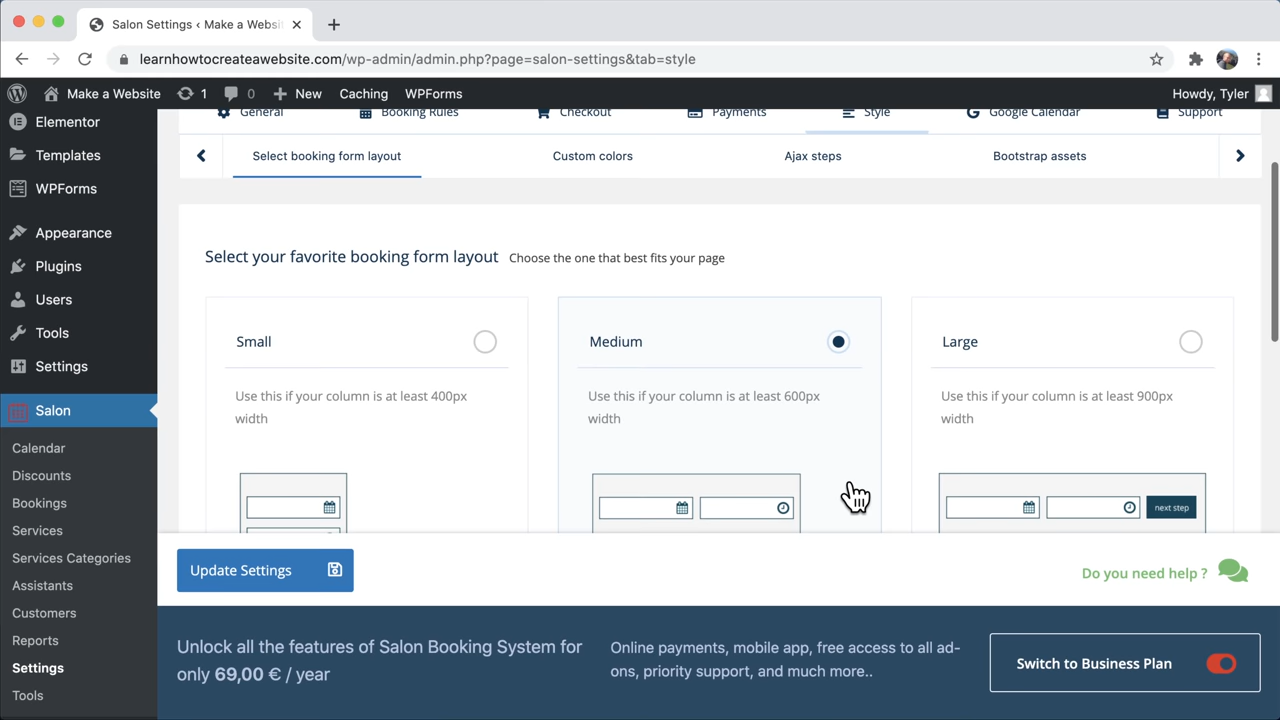 Salon Settings ‹ Make a Websi
learnhowtocreateawebsite.com/wp-admin/admin.php?page=salon-settings&tab=style
Make a Website 1 0 New Caching WPForms Howdy, Tyler
Elementor
Templates
WPForms
Appearance
Plugins
Users
Tools
Settings
Salon
Calendar
Discounts
Bookings
Services
Services Categories
Assistants
Customers
Reports
Settings
Tools
General Booking Rules Checkout Payments Style Google Calendar Support
Select booking form layout Custom colors Ajax steps Bootstrap assets
Select your favorite booking form layout Choose the one that best fits your page
Small
Use this if your column is at least 400px
width
Medium
Use this if your column is at least 600px
width
Large
Use this if your column is at least 900px
width
next step
Update Settings
Do you need help ?
Unlock all the features of Salon Booking System for
only 69,00 € / year
Online payments, mobile app, free access to all ad-
ons, priority support, and much more..
Switch to Business Plan